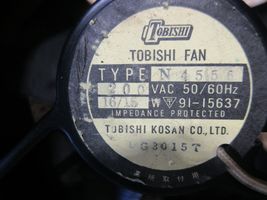 TOBISHI
TOBISHI FAN
TYPE N4556
200 VAC 50/60Hz
16/15 W 91-15637
IMPEDANCE PROTECTED
TOBISHI KOSAN CO., LTD.